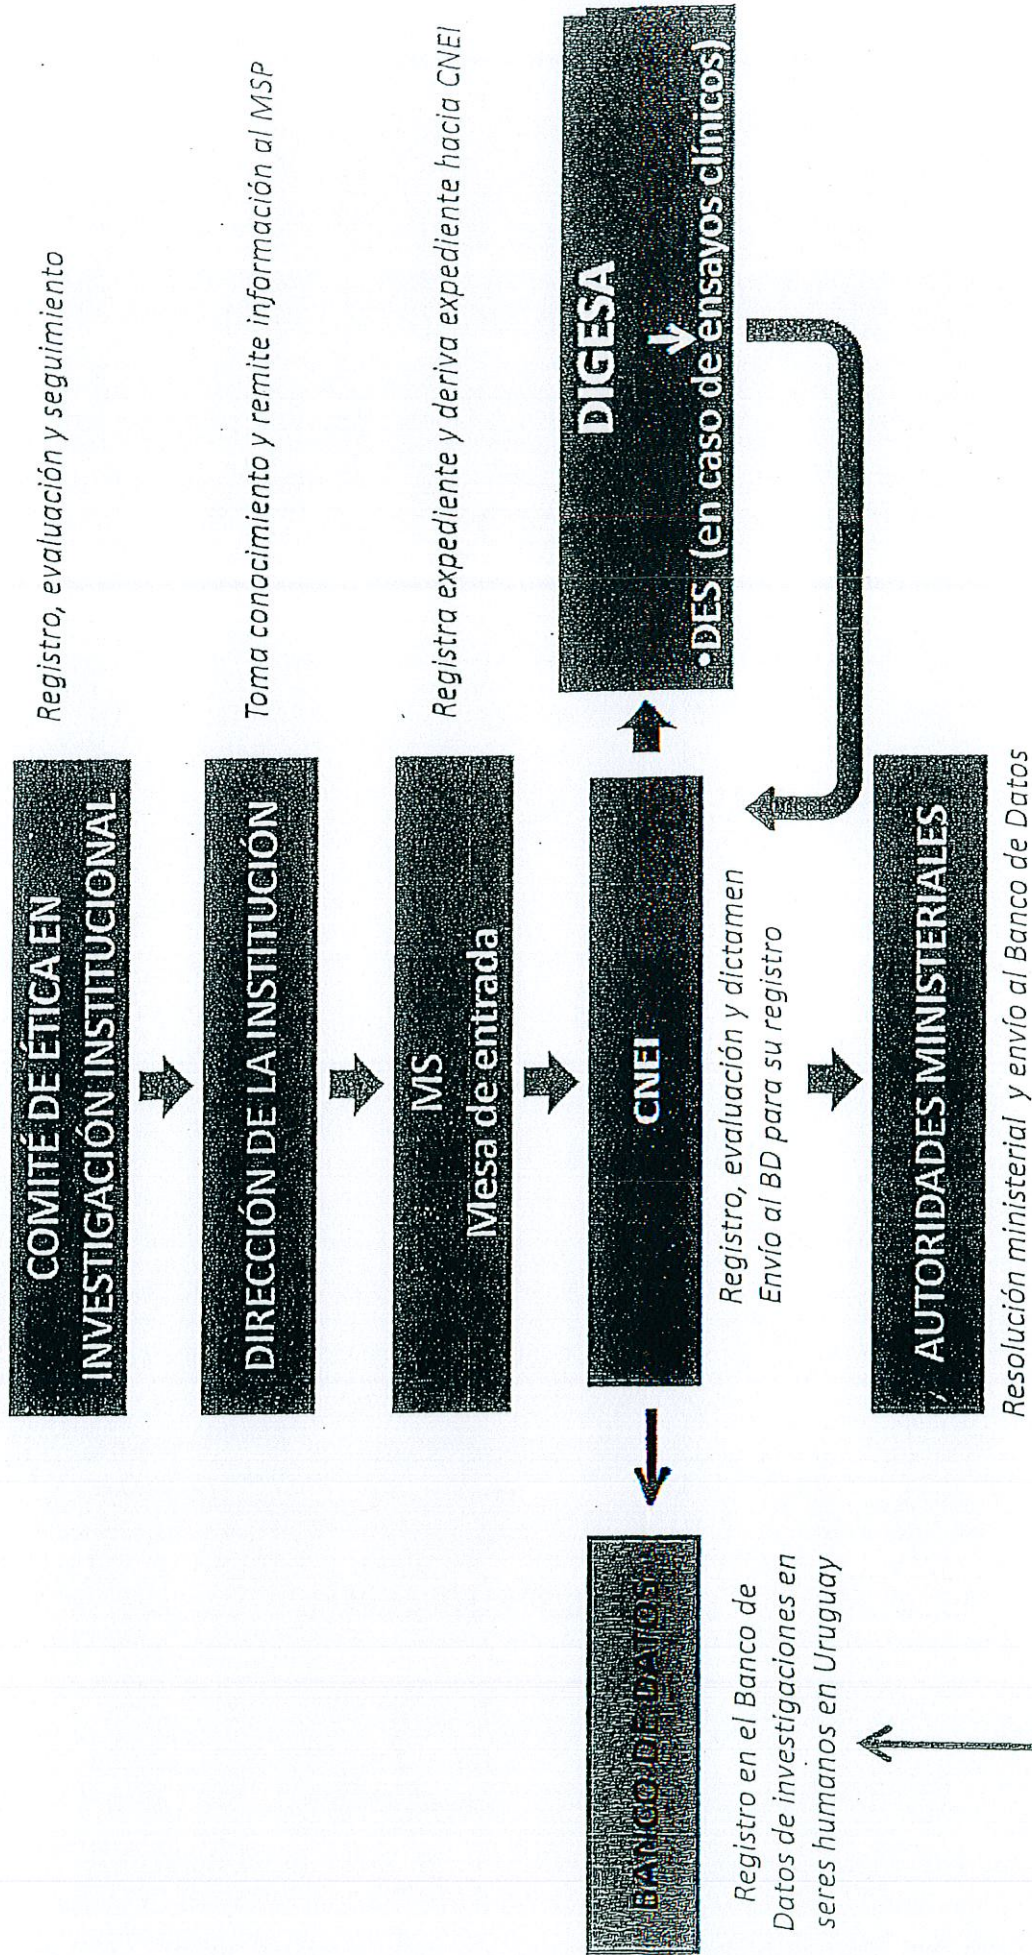 COMITÉ DE ÉTICA EN
INVESTIGACIÓN INSTITUCIONAL
Registro, evaluación y seguimiento
DIRECCIÓN DE LA INSTITUCIÓN
Toma conocimiento y remite información al MSP
MS
Mesa de entrada
Registra expediente y deriva expediente hacia CNEI
BANCO DE DATOS
CNEI
DIGESA
•DES (en caso de ensayos clínicos)
Registro en el Banco de
Datos de investigaciones en
seres humanos en Uruguay
Registro, evaluación y dictamen
Envío al BD para su registro
AUTORIDADES MINISTERIALES
Resolución ministerial y envío al Banco de Datos